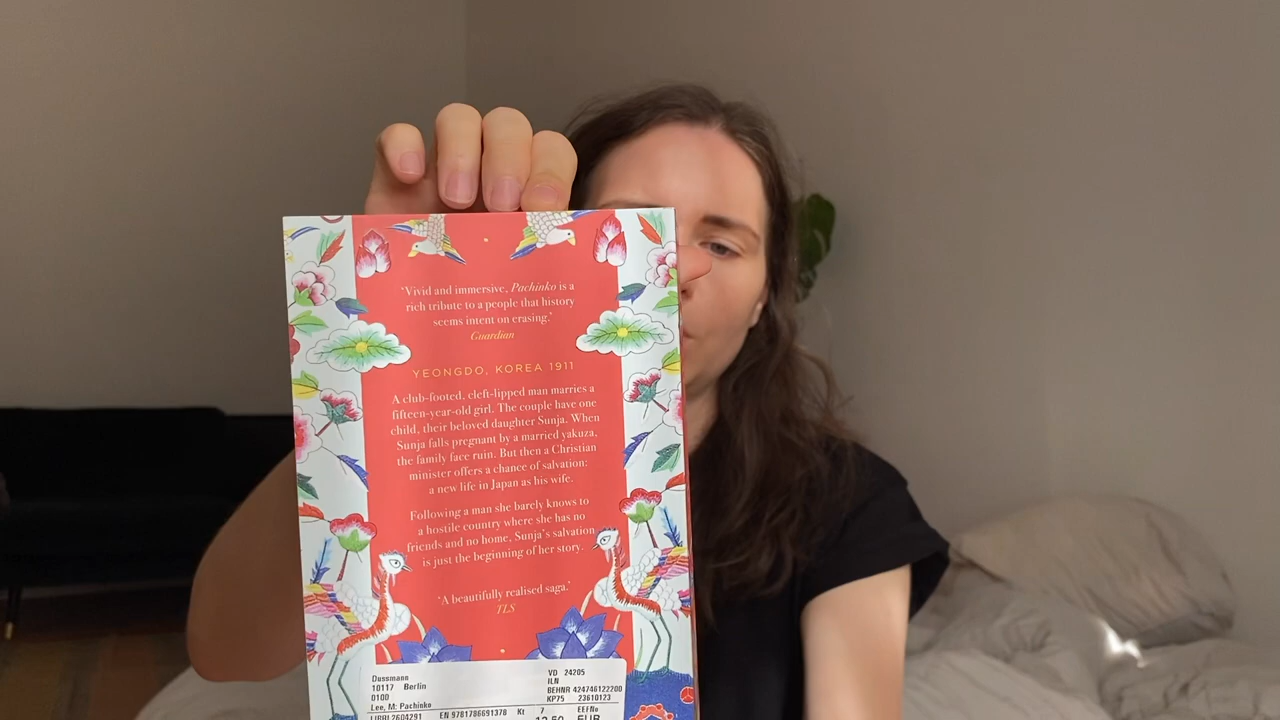 'Vivid and immersive, Pachinko is a
rich tribute to a people that history
seems intent on erasing.'
Guardian
YEONGDO, KOREA 1911
A club-footed, cleft-lipped man marries a
fifteen-year-old girl. The couple have one
child, their beloved daughter Sunja. When
Sunja falls pregnant by a married yakuza,
the family face ruin. But then a Christian
minister offers a chance of salvation:
a new life in Japan as his wife.
Following a man she barely knows to
a hostile country where she has no
friends and no home, Sunja's salvation
is just the beginning of her story.
'A beautifully realised saga.'
TLS
Dussmann VD 24205
10117 Berlin ILN
0100 BEHNR 424746122200
Lee, M: Pachinko KP75 23610123
EN 9781786691378 Kt 7 EEFNo
EUR